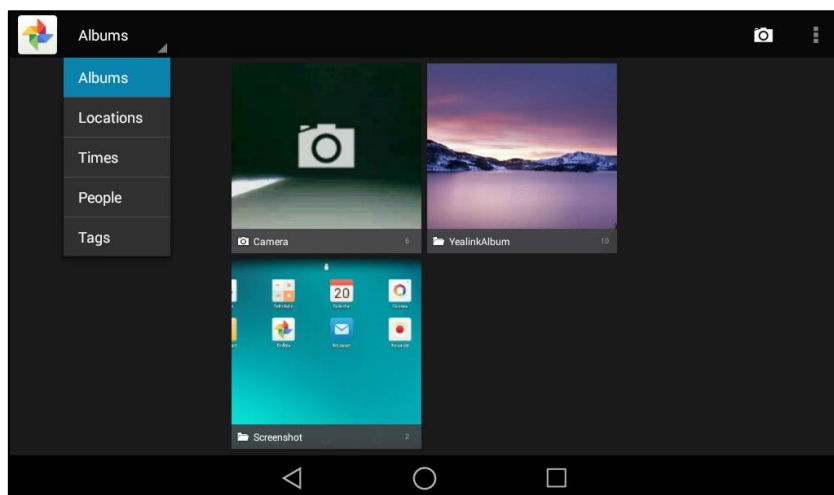 Albums
Albums
Locations
Times
People
Tags
Camera 6
YealinkAlbum 10
20
Screenshot 2